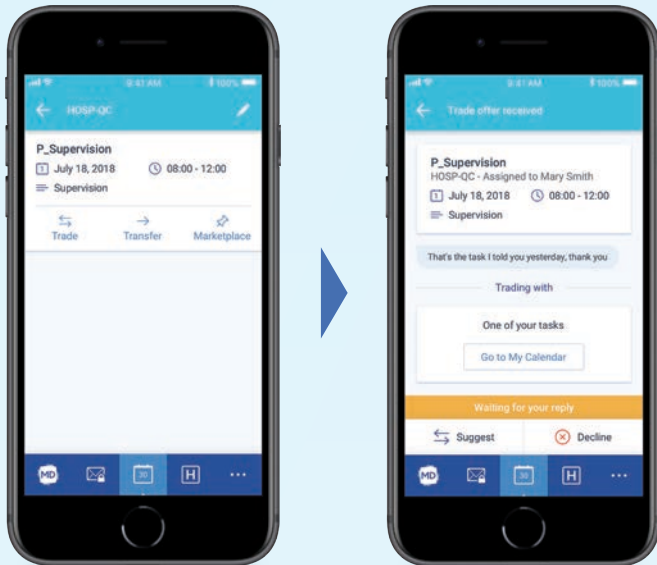 9:41 AM 100%
HOSP-QC
P_Supervision
July 18, 2018 08:00 - 12:00
Supervision
Trade Transfer Marketplace
MD 30 H
9:41 AM 100%
Trade offer received
P_Supervision
HOSP-QC - Assigned to Mary Smith
July 18, 2018 08:00 - 12:00
Supervision
That's the task I told you yesterday, thank you
Trading with
One of your tasks
Go to My Calendar
Waiting for your reply
Suggest Decline
MD 30 H